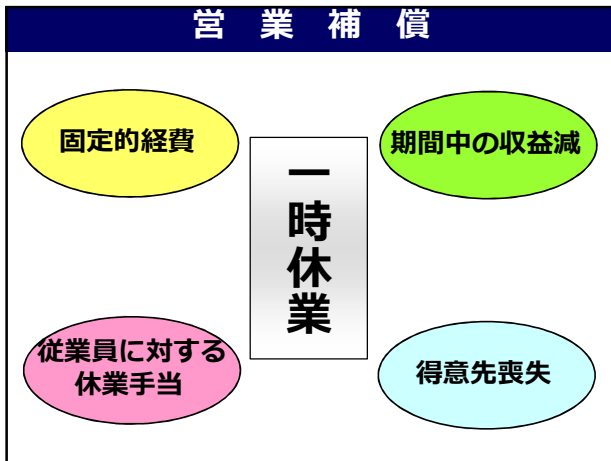 営業補償
固定的経費
期間中の収益減
一時休業
従業員に対する
休業手当
得意先喪失